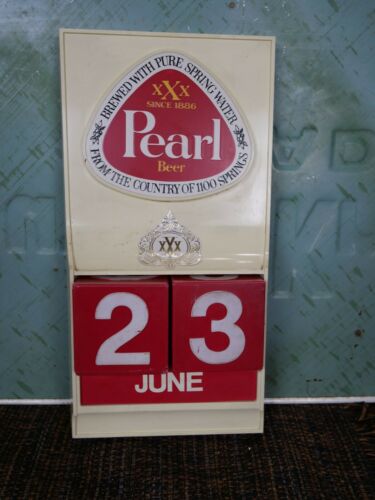 BREWED WITH PURE SPRING WATER
XXX
SINCE 1886
Pearl
Beer
FROM THE COUNTRY OF 1100 SPRINGS
XXX
2 3
JUNE